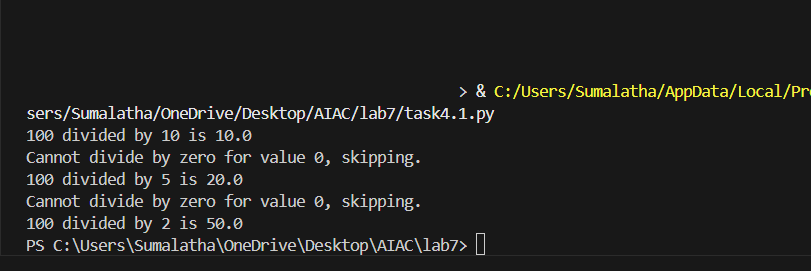 > & C:/Users/Sumalatha/AppData/Local/Pro
sers/Sumalatha/OneDrive/Desktop/AIAC/lab7/task4.1.py
100 divided by 10 is 10.0
Cannot divide by zero for value 0, skipping.
100 divided by 5 is 20.0
Cannot divide by zero for value 0, skipping.
100 divided by 2 is 50.0
PS C:\Users\Sumalatha\OneDrive\Desktop\AIAC\lab7>